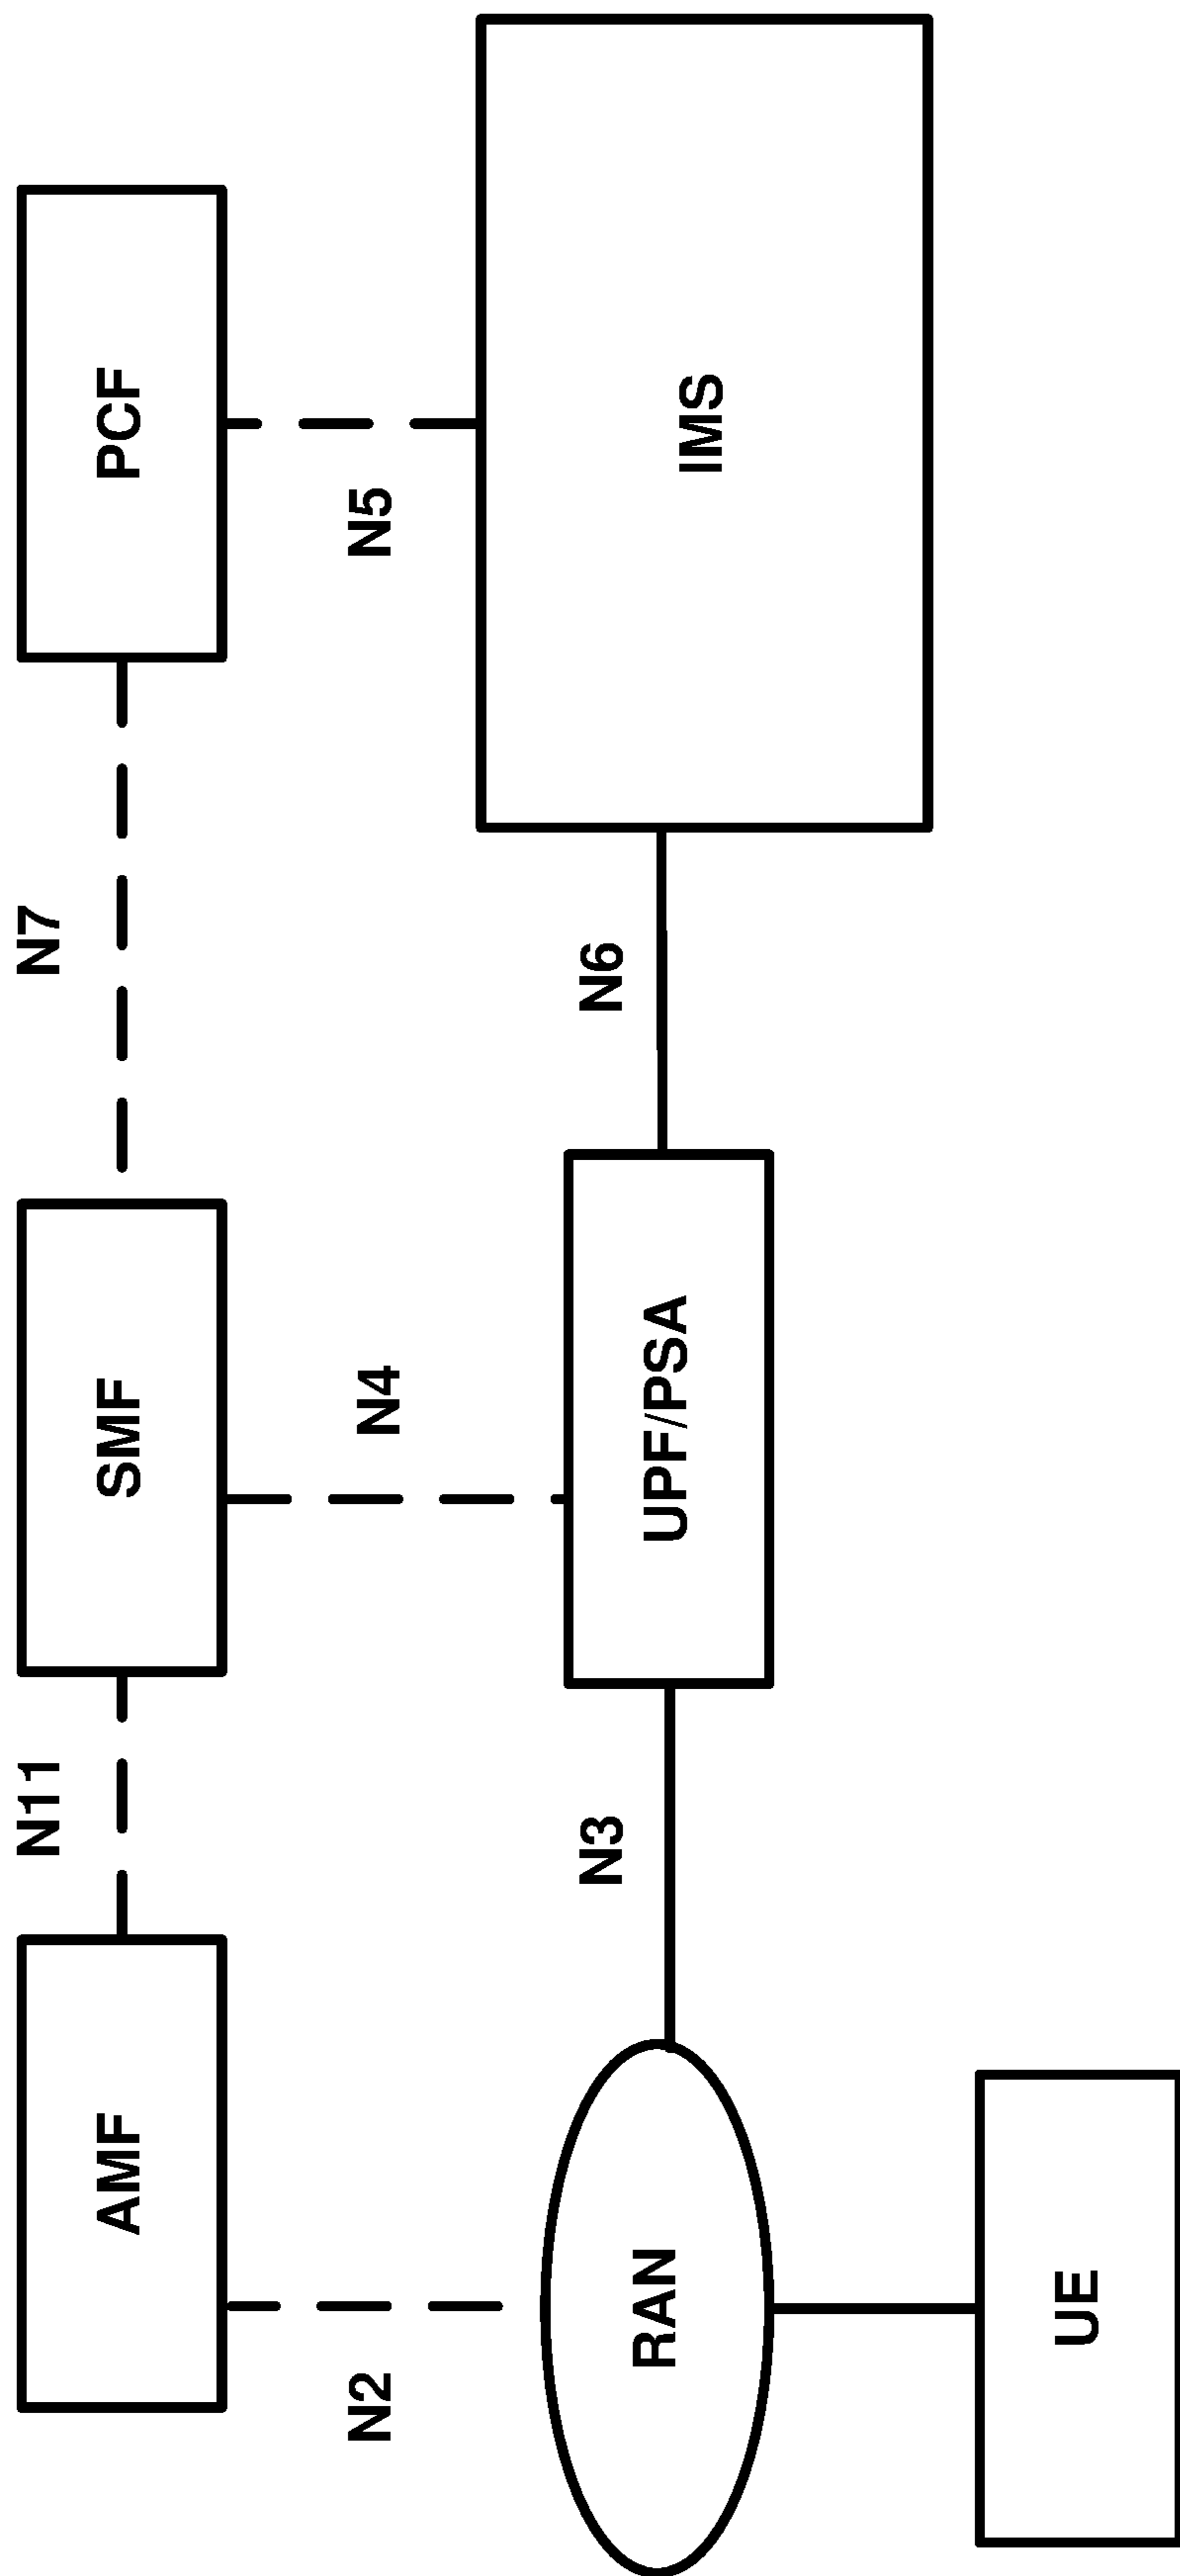 N11
N7
AMF
SMF
PCF
N2
N4
N5
N3
N6
RAN
UPF/PSA
IMS
UE